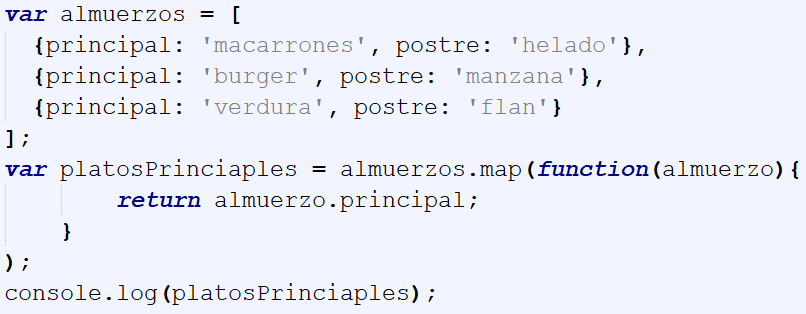 var almuerzos = [
  {principal: 'macarrones', postre: 'helado'},
  {principal: 'burger', postre: 'manzana'},
  {principal: 'verdura', postre: 'flan'}
];
var platosPrinciaples = almuerzos.map(function(almuerzo){
        return almuerzo.principal;
    }
);
console.log(platosPrinciaples);